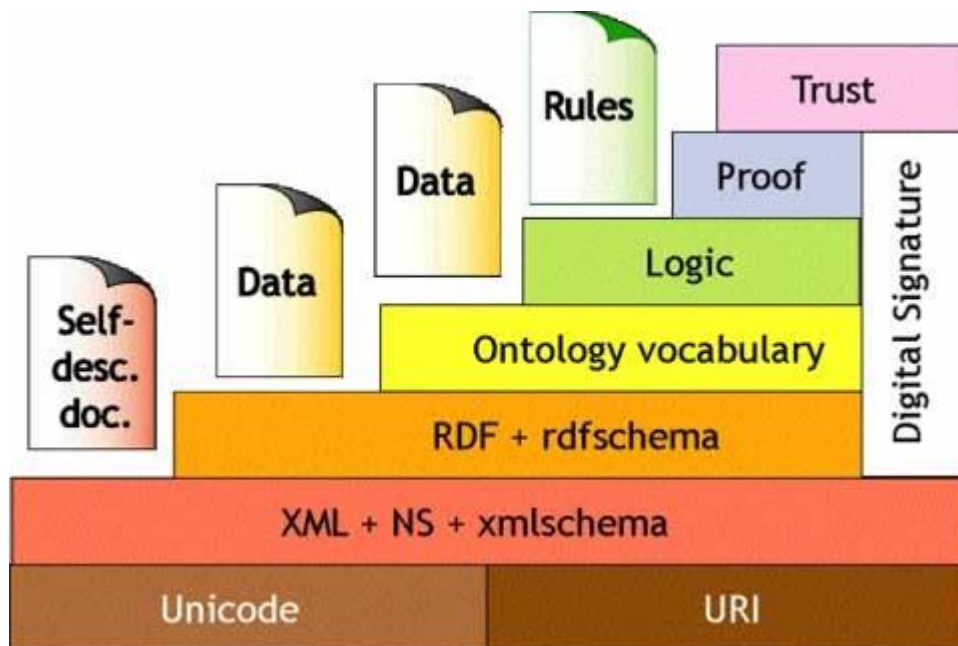 Rules
Trust
Data
Proof
Data
Logic
Self-
desc.
doc.
Ontology vocabulary
Digital Signature
RDF + rdfschema
XML + NS + xmlschema
Unicode
URI